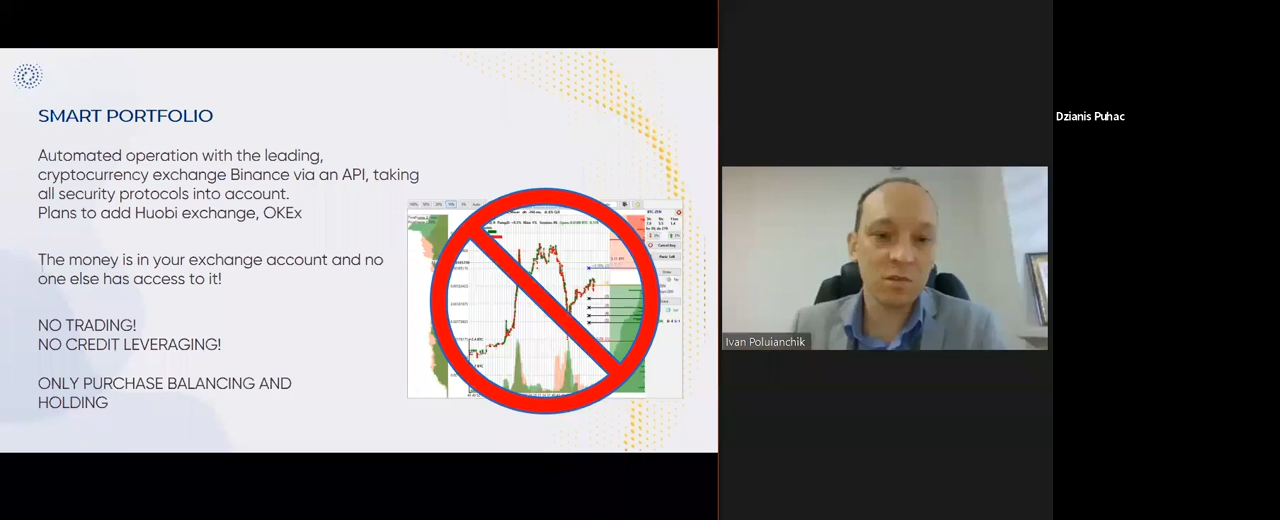 SMART PORTFOLIO
Automated operation with the leading,
cryptocurrency exchange Binance via an API, taking
all security protocols into account.
Plans to add Huobi exchange, OKEx
The money is in your exchange account and no
one else has access to it!
NO TRADING!
NO CREDIT LEVERAGING!
ONLY PURCHASE BALANCING AND
HOLDING
Ivan Poluianchik
Dzianis Puhac